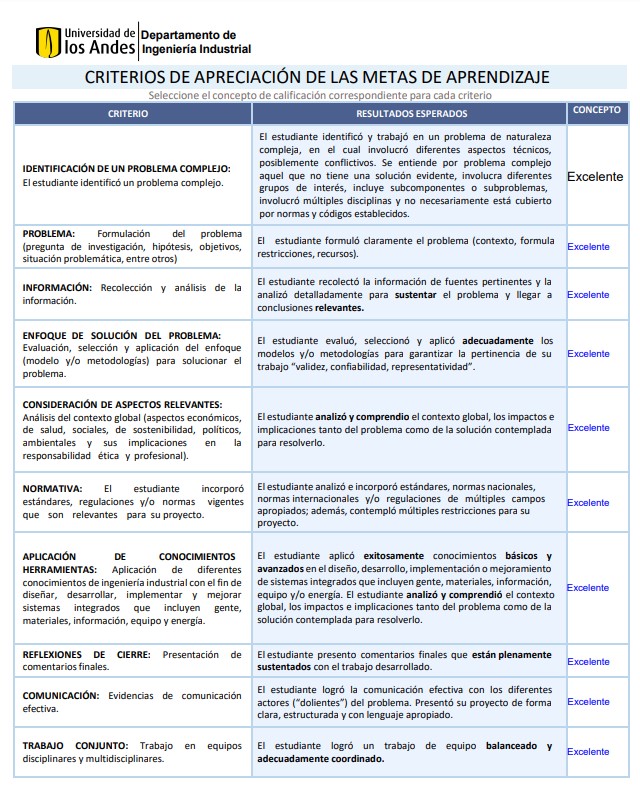 Universidad de
los Andes
Departamento de
Ingeniería Industrial
CRITERIOS DE APRECIACIÓN DE LAS METAS DE APRENDIZAJE
Seleccione el concepto de calificación correspondiente para cada criterio
CRITERIO
RESULTADOS ESPERADOS
CONCEPTO
IDENTIFICACIÓN DE UN PROBLEMA COMPLEJO:
El estudiante identificó un problema complejo.
El estudiante identificó y trabajó en un problema de naturaleza
compleja, en el cual involucró diferentes aspectos técnicos,
posiblemente conflictivos. Se entiende por problema complejo
aquel que no tiene una solución evidente, involucra diferentes
grupos de interés, incluye subcomponentes o subproblemas,
involucró múltiples disciplinas y no necesariamente está cubierto
por normas y códigos establecidos.
Excelente
PROBLEMA: Formulación del problema
(pregunta de investigación, hipótesis, objetivos,
situación problemática, entre otros)
El estudiante formuló claramente el problema (contexto, formula
restricciones, recursos).
Excelente
INFORMACIÓN: Recolección y análisis de la
información.
El estudiante recolectó la información de fuentes pertinentes y la
analizó detalladamente para sustentar el problema y llegar a
conclusiones relevantes.
Excelente
ENFOQUE DE SOLUCIÓN DEL PROBLEMA:
Evaluación, selección y aplicación del enfoque
(modelo y/o metodologías) para solucionar el
problema.
El estudiante evaluó, seleccionó y aplicó adecuadamente los
modelos y/o metodologías para garantizar la pertinencia de su
trabajo “validez, confiabilidad, representatividad”.
Excelente
CONSIDERACIÓN DE ASPECTOS RELEVANTES:
Análisis del contexto global (aspectos económicos,
de salud, sociales, de sostenibilidad, políticos,
ambientales y sus implicaciones en la
responsabilidad ética y profesional).
El estudiante analizó y comprendio el contexto global, los impactos e
implicaciones tanto del problema como de la solución contemplada
para resolverlo.
Excelente
NORMATIVA: El estudiante incorporó
estándares, regulaciones y/o normas vigentes
que son relevantes para su proyecto.
El estudiante analizó e incorporó estándares, normas nacionales,
normas internacionales y/o regulaciones de múltiples campos
apropiados; además, contempló múltiples restricciones para su
proyecto.
Excelente
APLICACIÓN DE CONOCIMIENTOS
HERRAMIENTAS: Aplicación de diferentes
conocimientos de ingeniería industrial con el fin de
diseñar, desarrollar, implementar y mejorar
sistemas integrados que incluyen gente,
materiales, información, equipo y energía.
El estudiante aplicó exitosamente conocimientos básicos y
avanzados en el diseño, desarrollo, implementación o mejoramiento
de sistemas integrados que incluyen gente, materiales, información,
equipo y/o energía. El estudiante analizó y comprendió el contexto
global, los impactos e implicaciones tanto del problema como de la
solución contemplada para resolverlo.
Excelente
REFLEXIONES DE CIERRE: Presentación de
comentarios finales.
El estudiante presento comentarios finales que están plenamente
sustentados con el trabajo desarrollado.
Excelente
COMUNICACIÓN: Evidencias de comunicación
efectiva.
El estudiante logró la comunicación efectiva con los diferentes
actores (“dolientes”) del problema. Presentó su proyecto de forma
clara, estructurada y con lenguaje apropiado.
Excelente
TRABAJO CONJUNTO: Trabajo en equipos
disciplinares y multidisciplinares.
El estudiante logró un trabajo de equipo balanceado y
adecuadamente coordinado.
Excelente